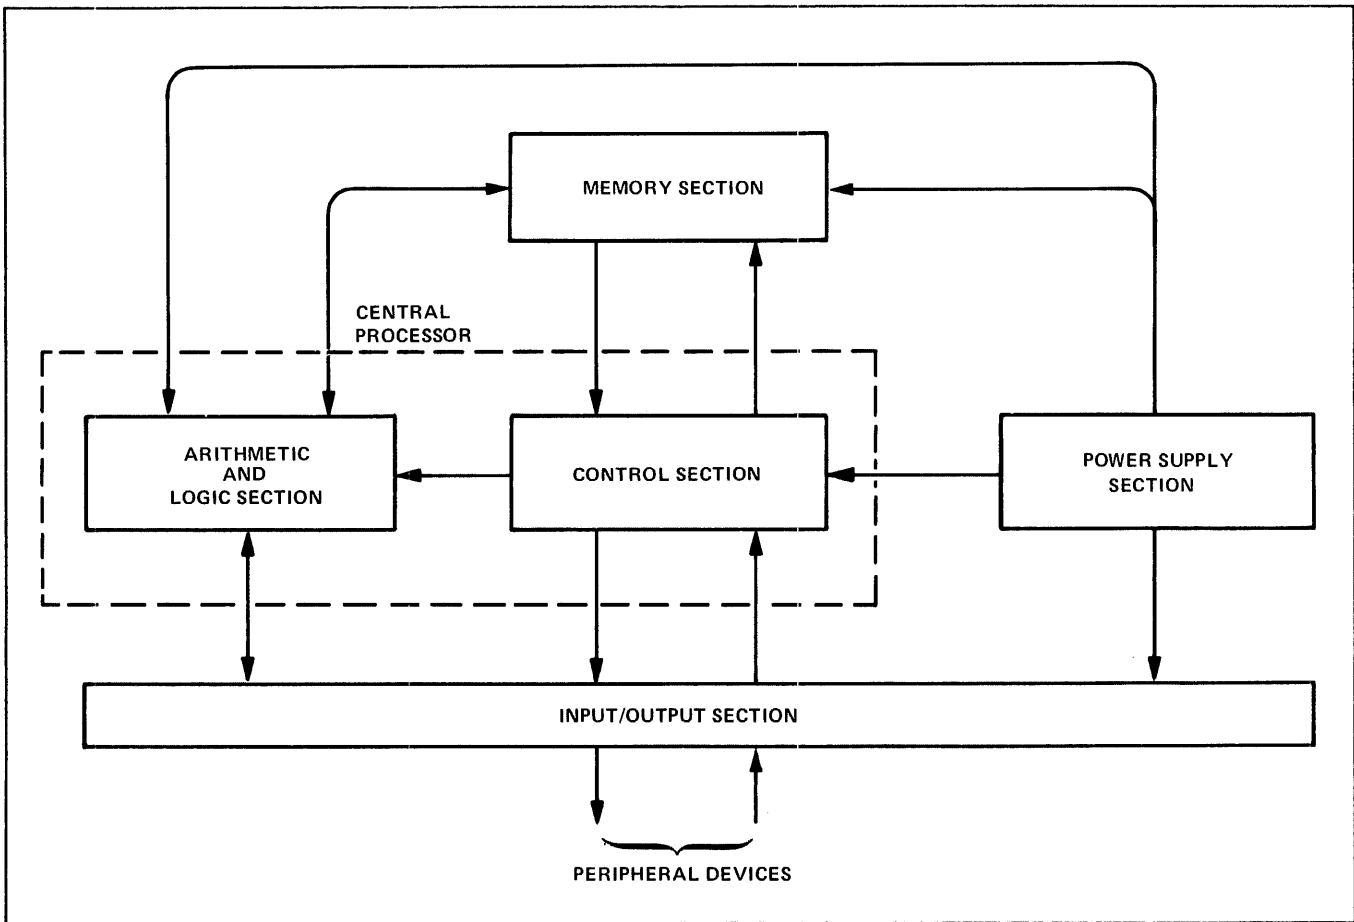 MEMORY SECTION
CENTRAL
PROCESSOR
ARITHMETIC
AND
LOGIC SECTION
CONTROL SECTION
POWER SUPPLY
SECTION
INPUT/OUTPUT SECTION
PERIPHERAL DEVICES